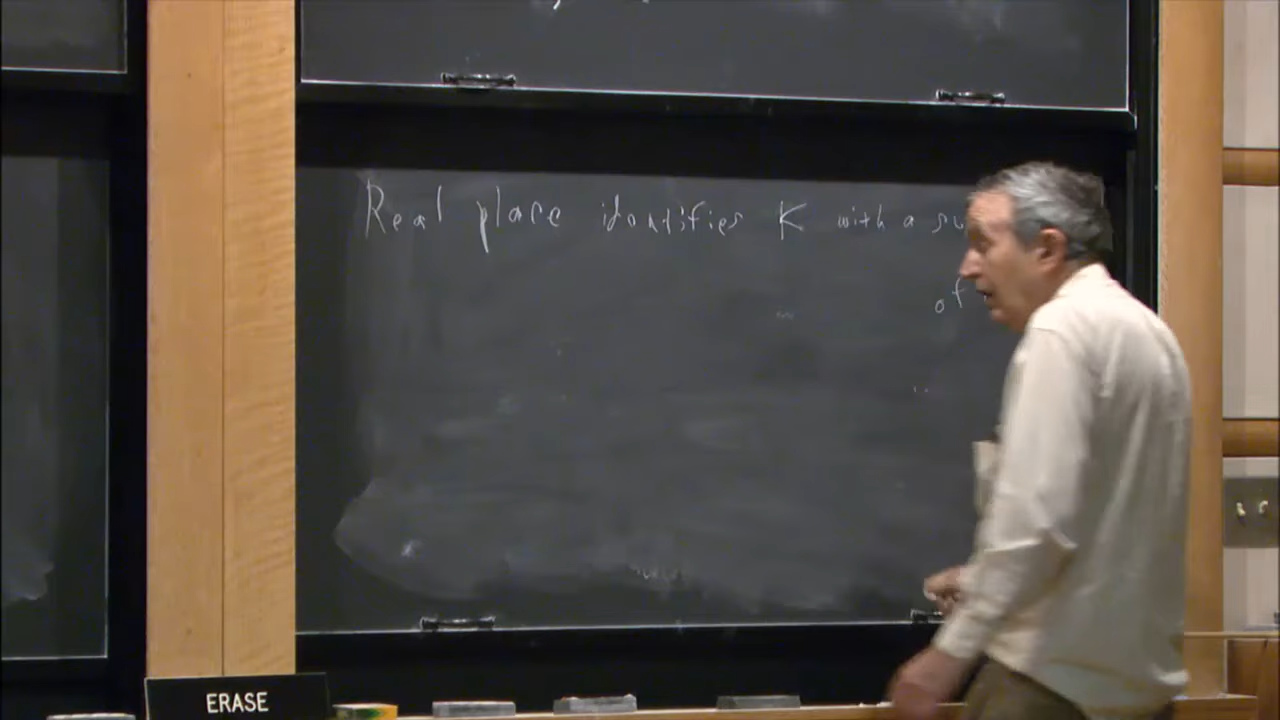 Real place identifies K with a su
of
ERASE